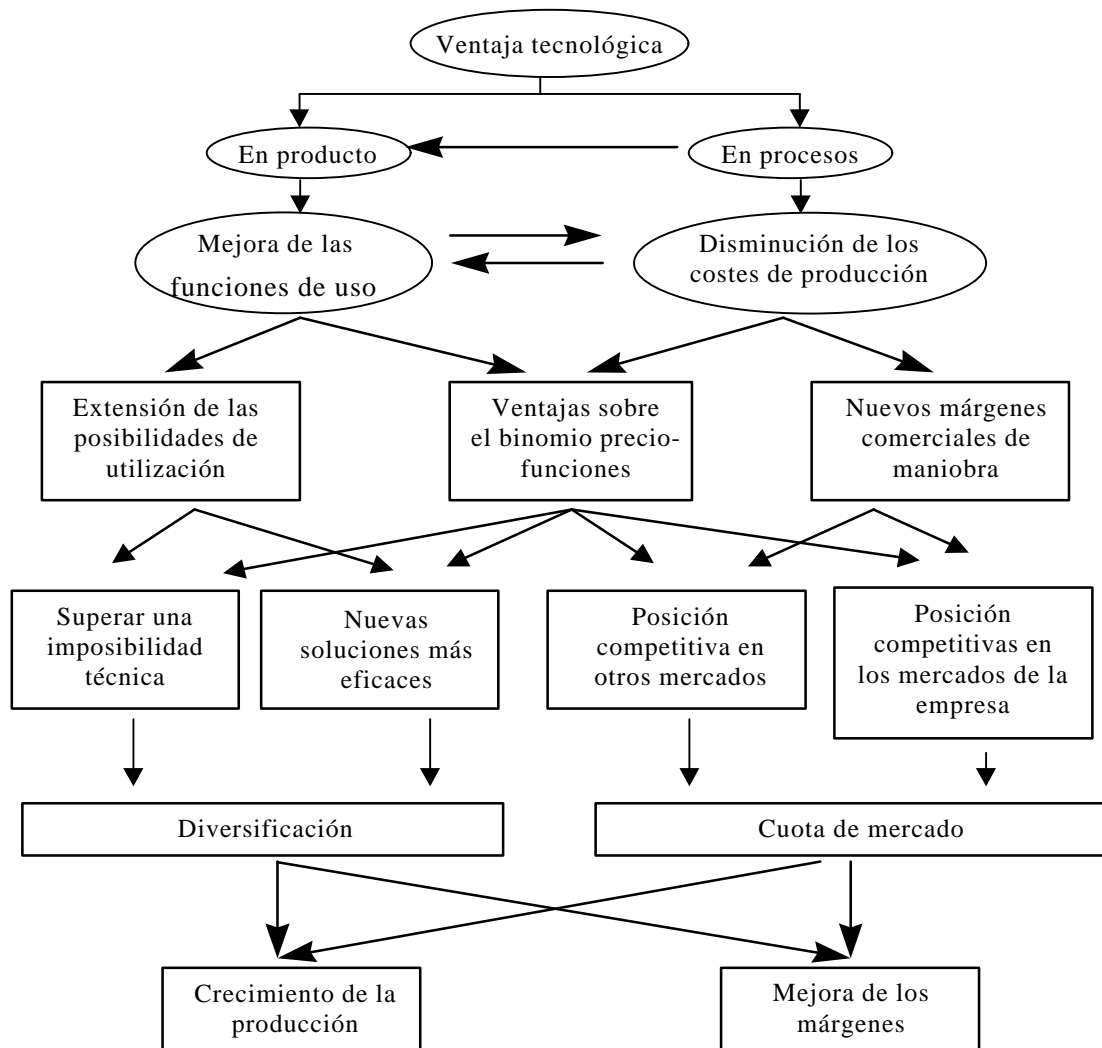 Ventaja tecnológica
En producto
En procesos
Mejora de las
funciones de uso
Disminución de los
costes de producción
Extensión de las
posibilidades de
utilización
Ventajas sobre
el binomio precio-
funciones
Nuevos márgenes
comerciales de
maniobra
Superar una
imposibilidad
técnica
Nuevas
soluciones más
eficaces
Posición
competitiva en
otros mercados
Posición
competitivas en
los mercados de la
empresa
Diversificación
Cuota de mercado
Crecimiento de la
producción
Mejora de los
márgenes